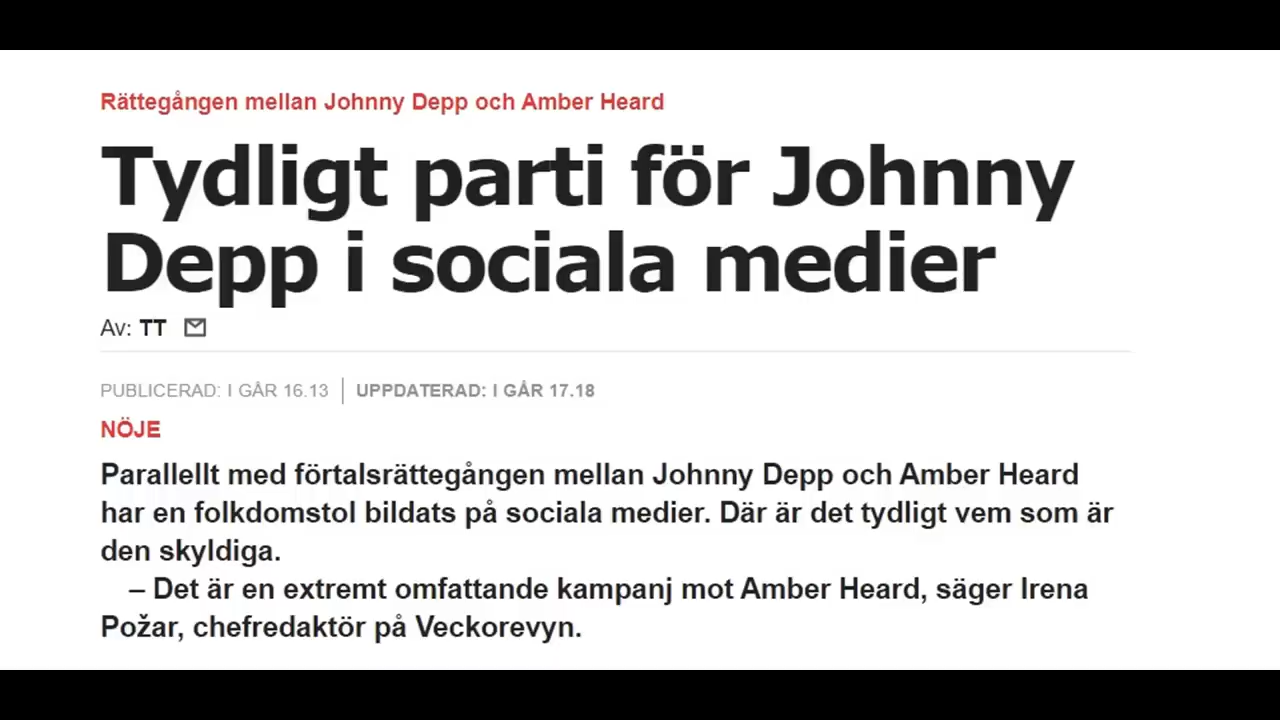 Rättegången mellan Johnny Depp och Amber Heard
Tydligt parti för Johnny
Depp i sociala medier
Av: TT
PUBLICERAD: I GÅR 16.13 | UPPDATERAD: I GÅR 17.18
NÖJE
Parallellt med förtalsrättegången mellan Johnny Depp och Amber Heard
har en folkdomstol bildats på sociala medier. Där är det tydligt vem som är
den skyldiga.
– Det är en extremt omfattande kampanj mot Amber Heard, säger Irena
Požar, chefredaktör på Veckorevyn.